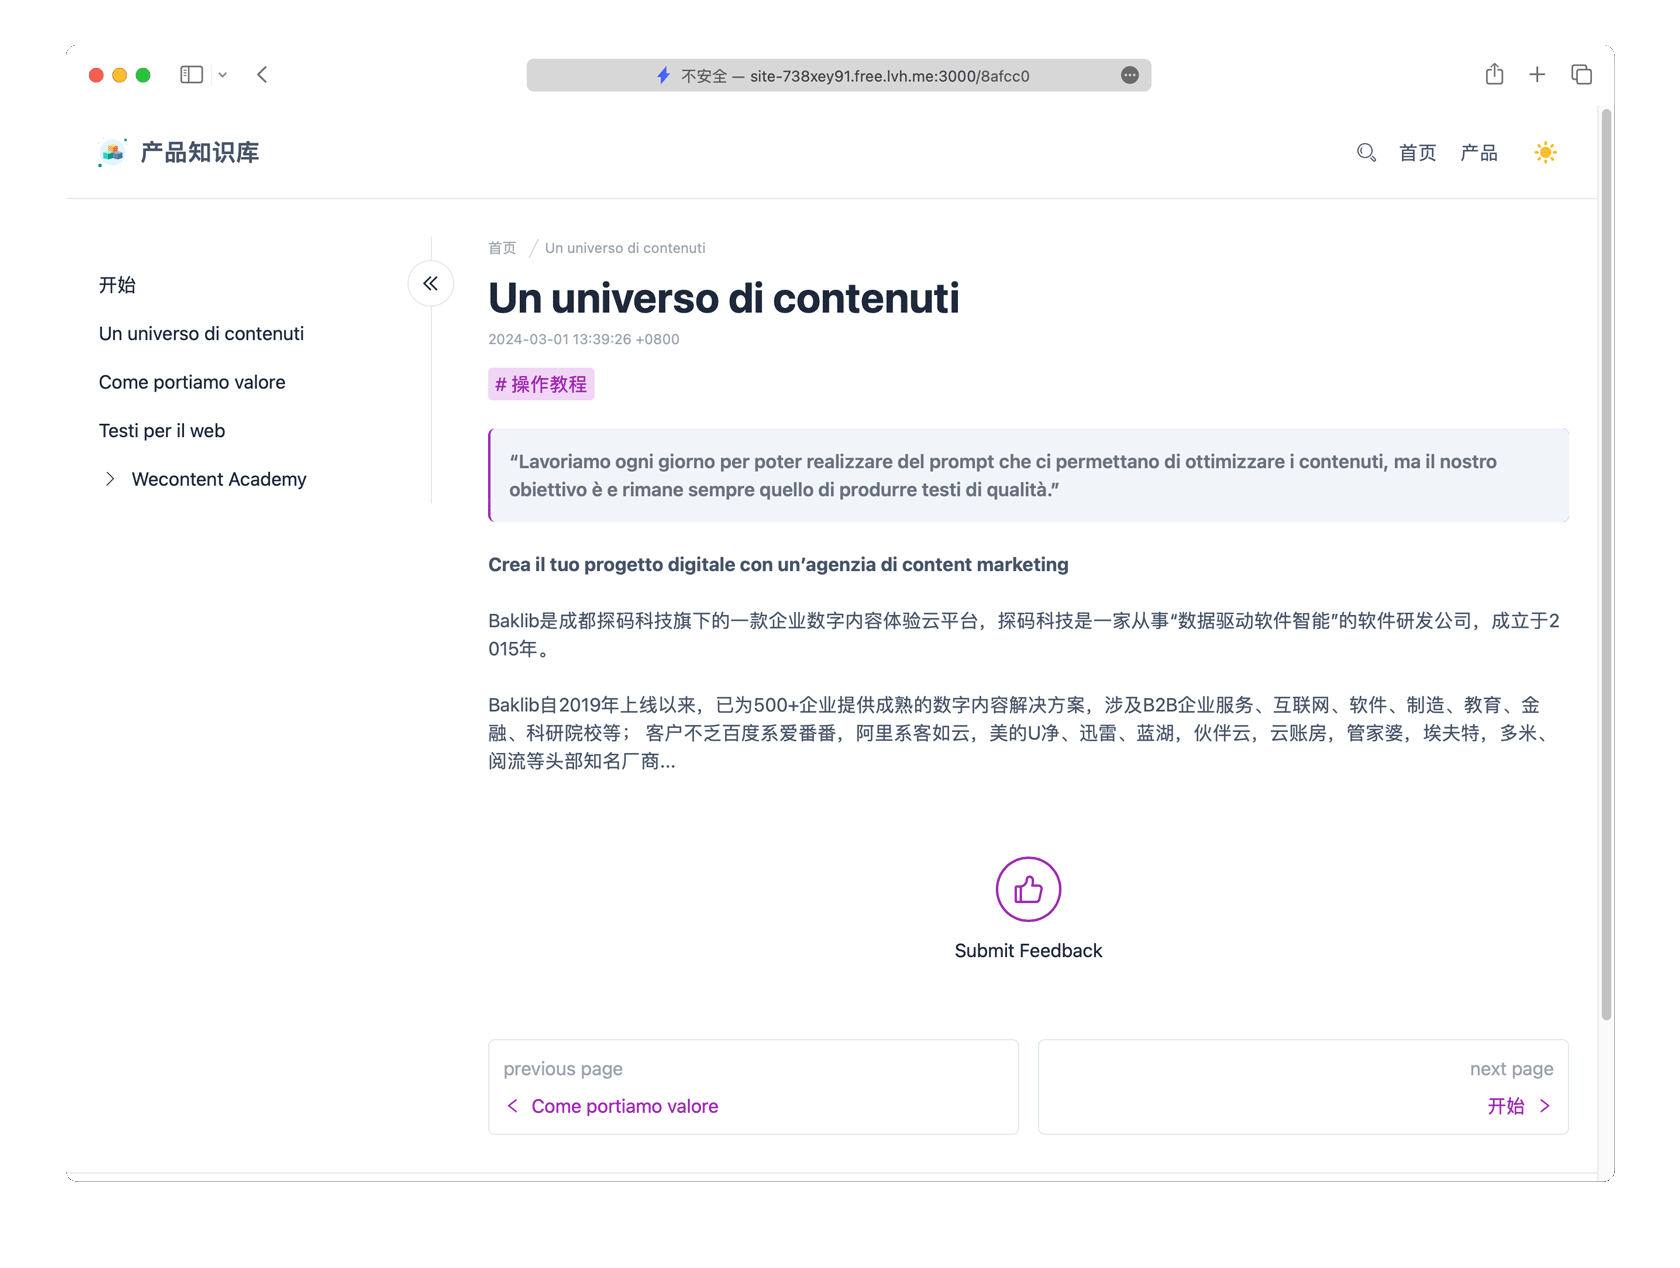 不安全 — site-738xey91.free.lvh.me:3000/8afcc0
产品知识库
首页
产品
开始
Un universo di contenuti
Come portiamo valore
Testi per il web
Wecontent Academy
首页 / Un universo di contenuti
Un universo di contenuti
2024-03-01 13:39:26 +0800
# 操作教程
“Lavoriamo ogni giorno per poter realizzare del prompt che ci permettano di ottimizzare i contenuti, ma il nostro
obiettivo è e rimane sempre quello di produrre testi di qualità.”
Crea il tuo progetto digitale con un’agenzia di content marketing
Baklib是成都探码科技旗下的一款企业数字内容体验云平台，探码科技是一家从事“数据驱动软件智能”的软件研发公司，成立于2
015年。
Baklib自2019年上线以来，已为500+企业提供成熟的数字内容解决方案，涉及B2B企业服务、互联网、软件、制造、教育、金
融、科研院校等； 客户不乏百度系爱番番，阿里系客如云，美的U净、迅雷、蓝湖，伙伴云，云账房，管家婆，埃夫特，多米、
阅流等头部知名厂商...
Submit Feedback
previous page
Come portiamo valore
next page
开始